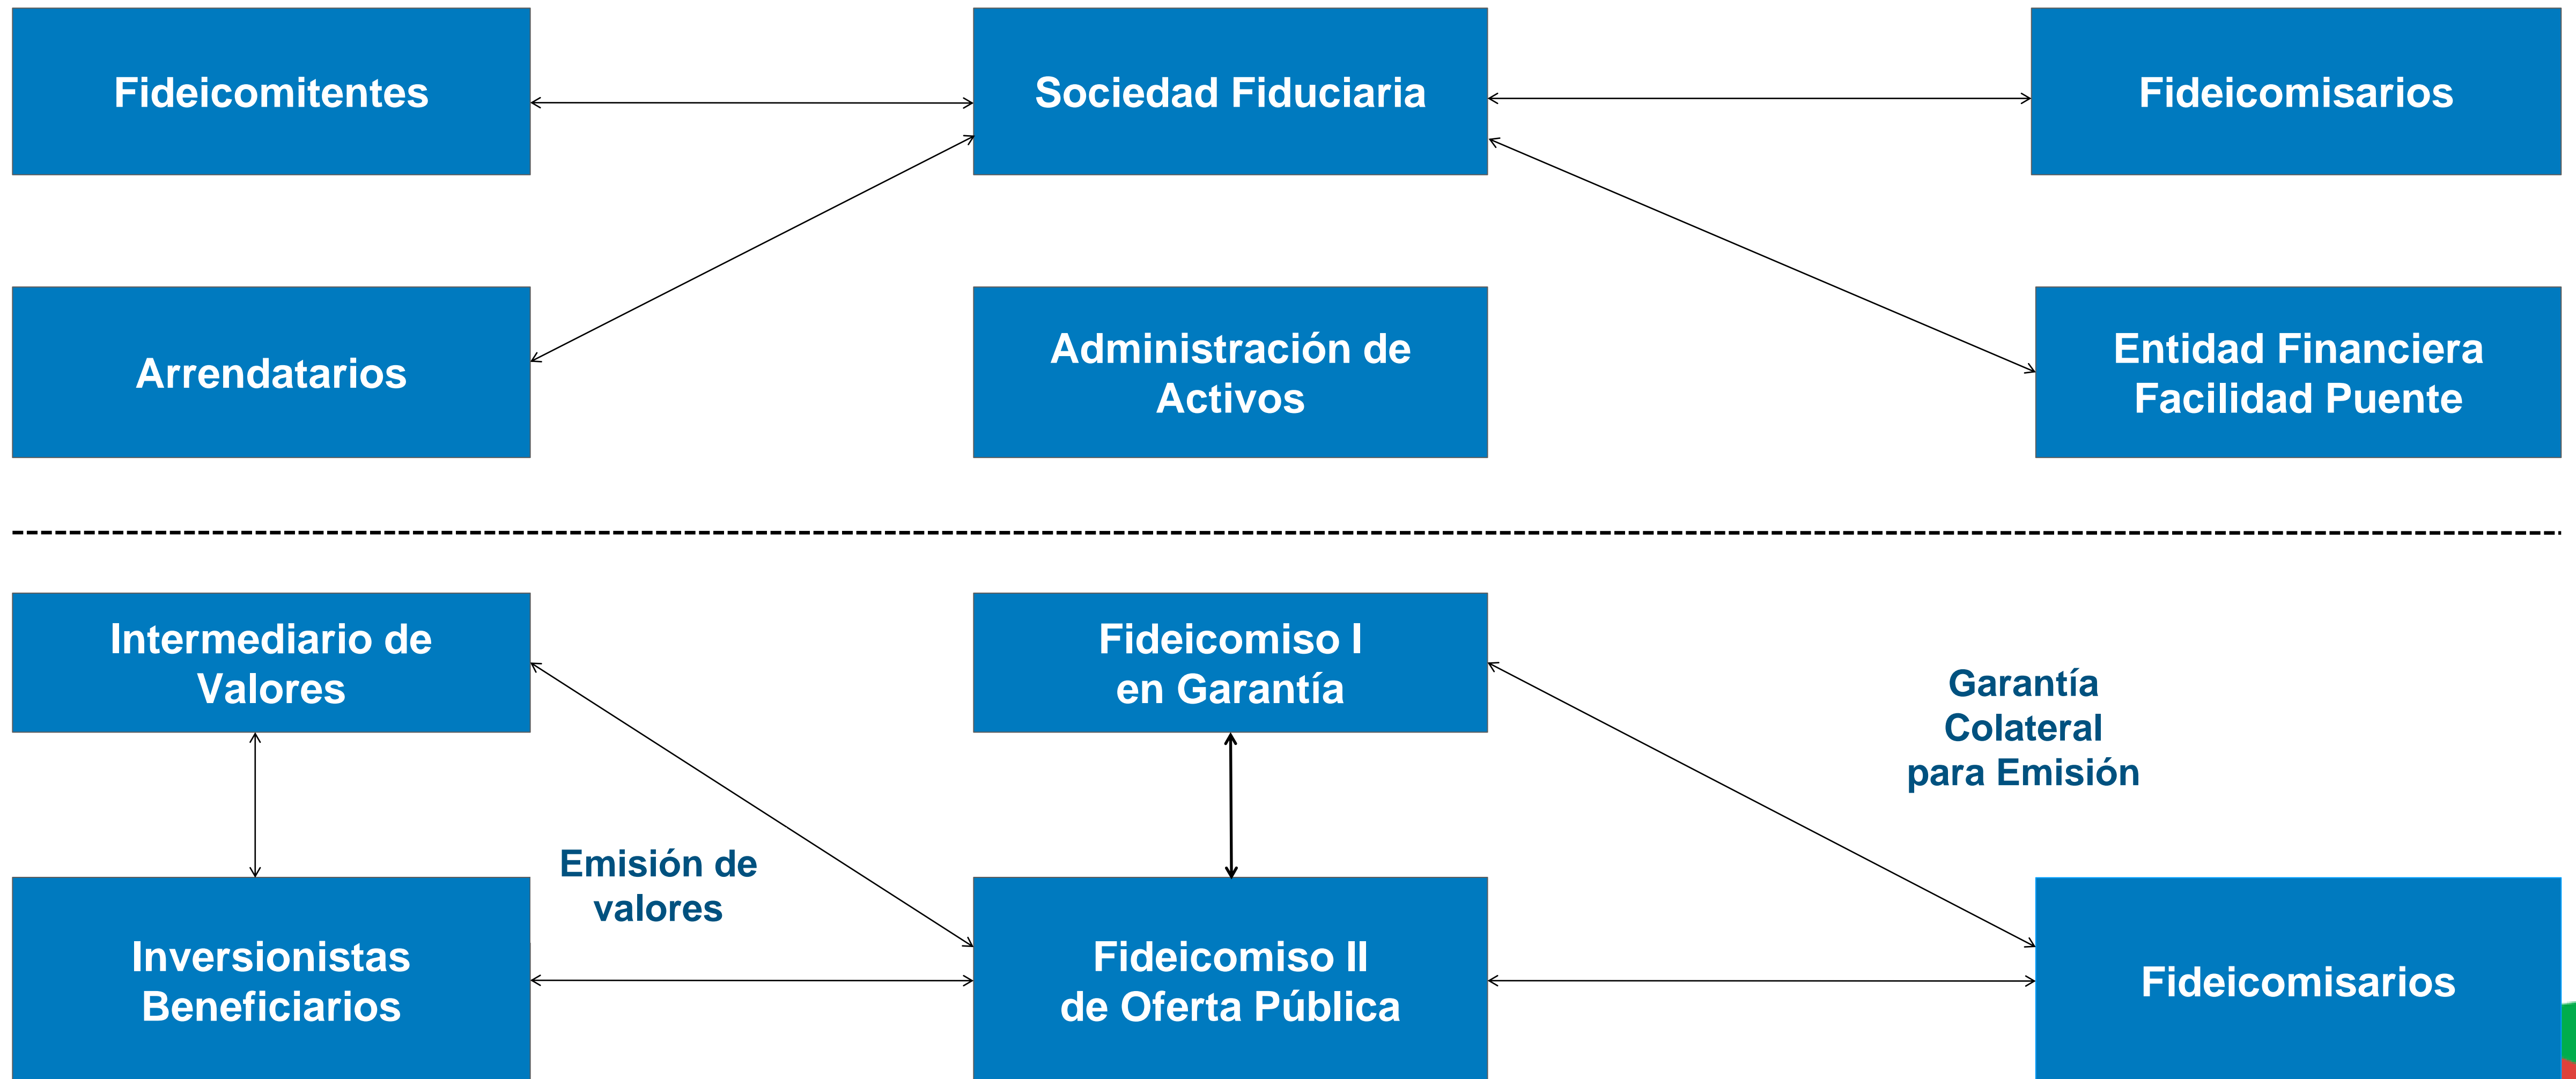 Fideicomitentes
Sociedad Fiduciaria
Fideicomisarios
Arrendatarios
Administración de
Activos
Entidad Financiera
Facilidad Puente
Intermediario de
Valores
Fideicomiso I
en Garantía
Garantía
Colateral
para Emisión
Emisión de
valores
Inversionistas
Beneficiarios
Fideicomiso II
de Oferta Pública
Fideicomisarios